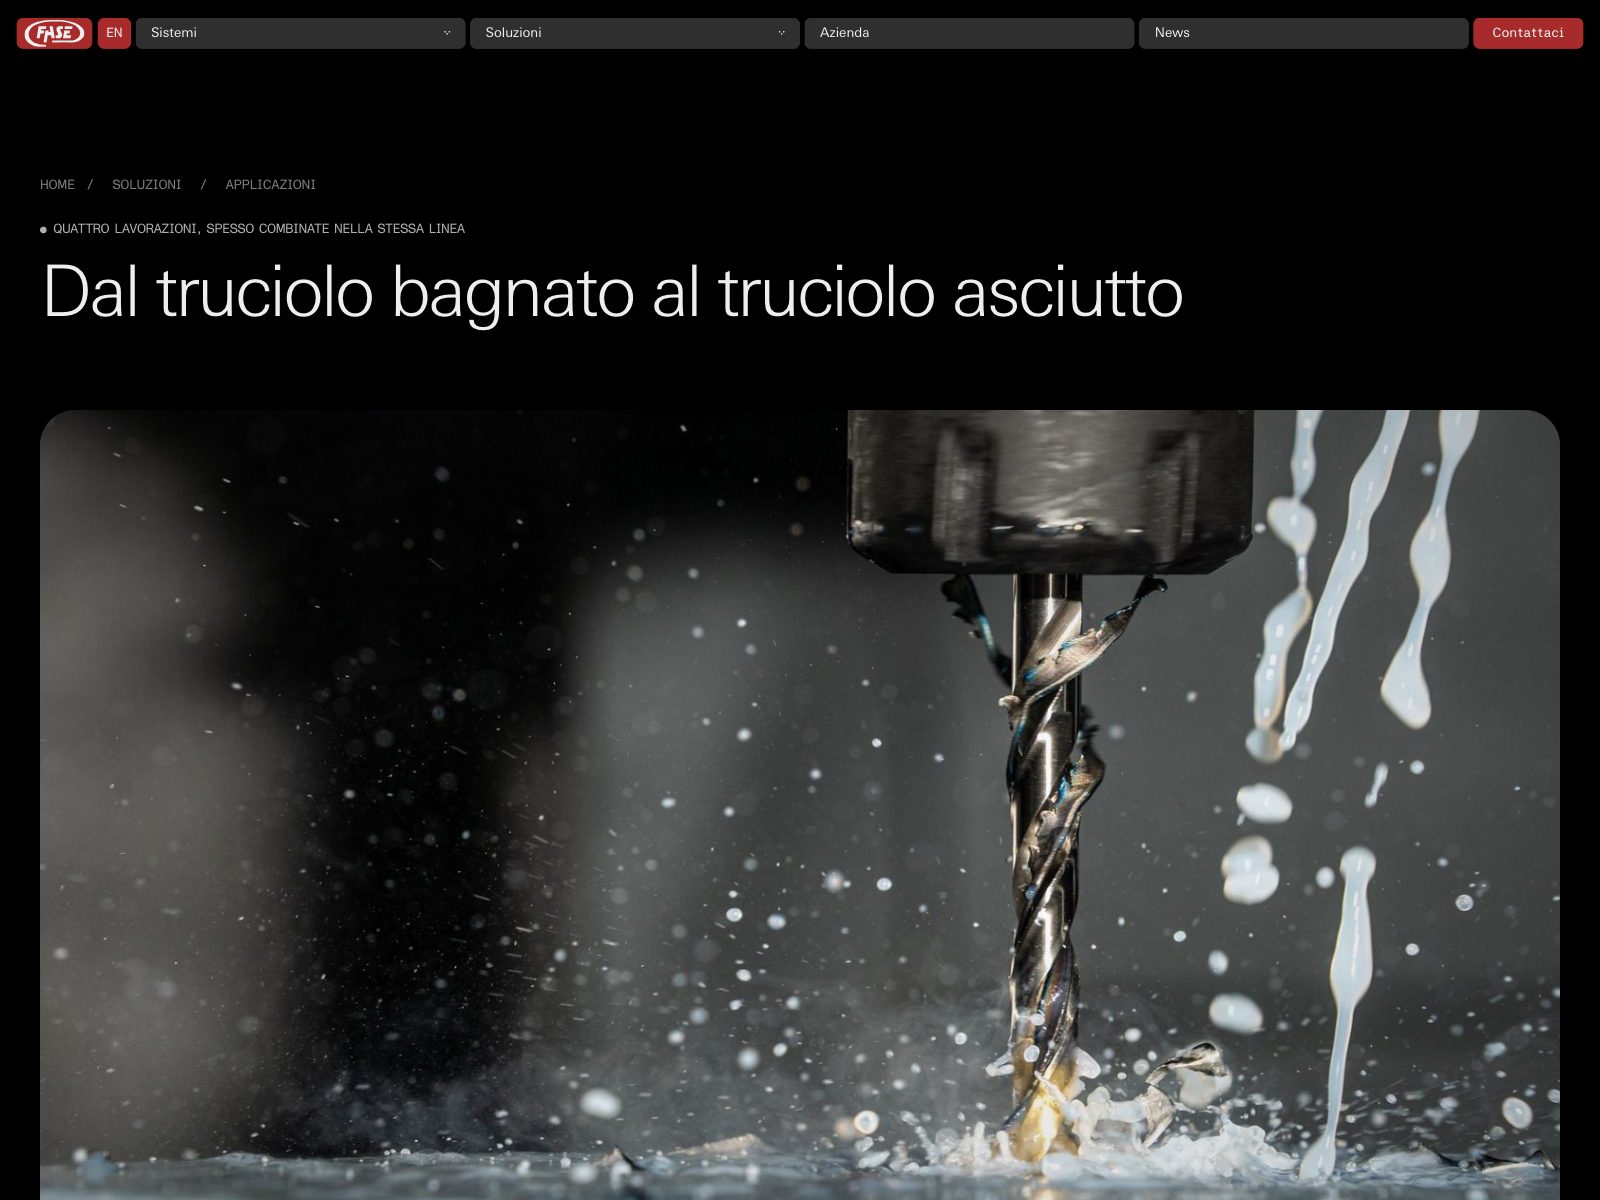 FASE
EN
Sistemi
Soluzioni
Azienda
News
Contattaci
HOME / SOLUZIONI / APPLICAZIONI
QUATTRO LAVORAZIONI, SPESSO COMBINATE NELLA STESSA LINEA
Dal truciolo bagnato al truciolo asciutto